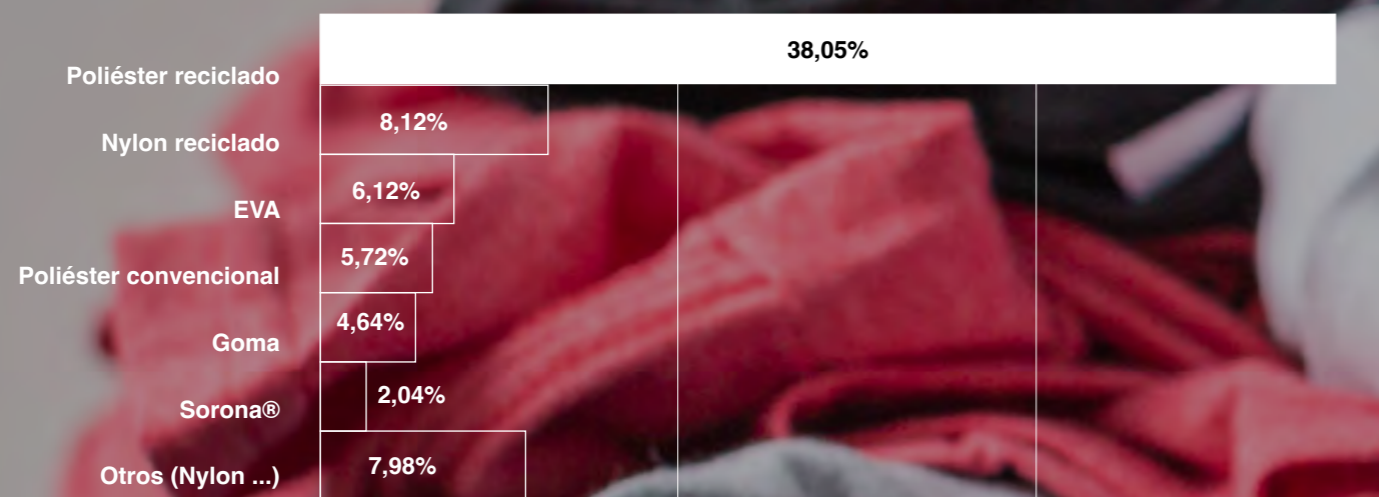 38,05%
Poliéster reciclado
8,12%
Nylon reciclado
6,12%
EVA
5,72%
Poliéster convencional
4,64%
Goma
2,04%
Sorona®
7,98%
Otros (Nylon ...)